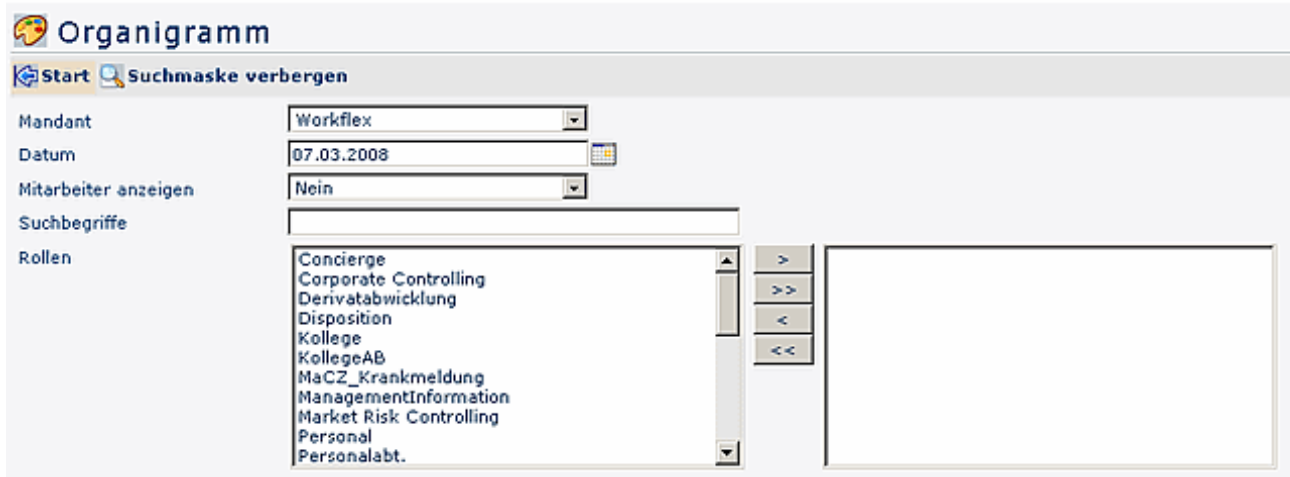 Organigramm
Start Suchmaske verbergen
Mandant Workflex
Datum 07.03.2008
Mitarbeiter anzeigen Nein
Suchbegriffe
Rollen
Concierge
Corporate Controlling
Derivatabwicklung
Disposition
Kollege
KollegeAB
MaCZ_Krankmeldung
ManagementInformation
Market Risk Controlling
Personal
Personalabt.
>
>>
<
<<